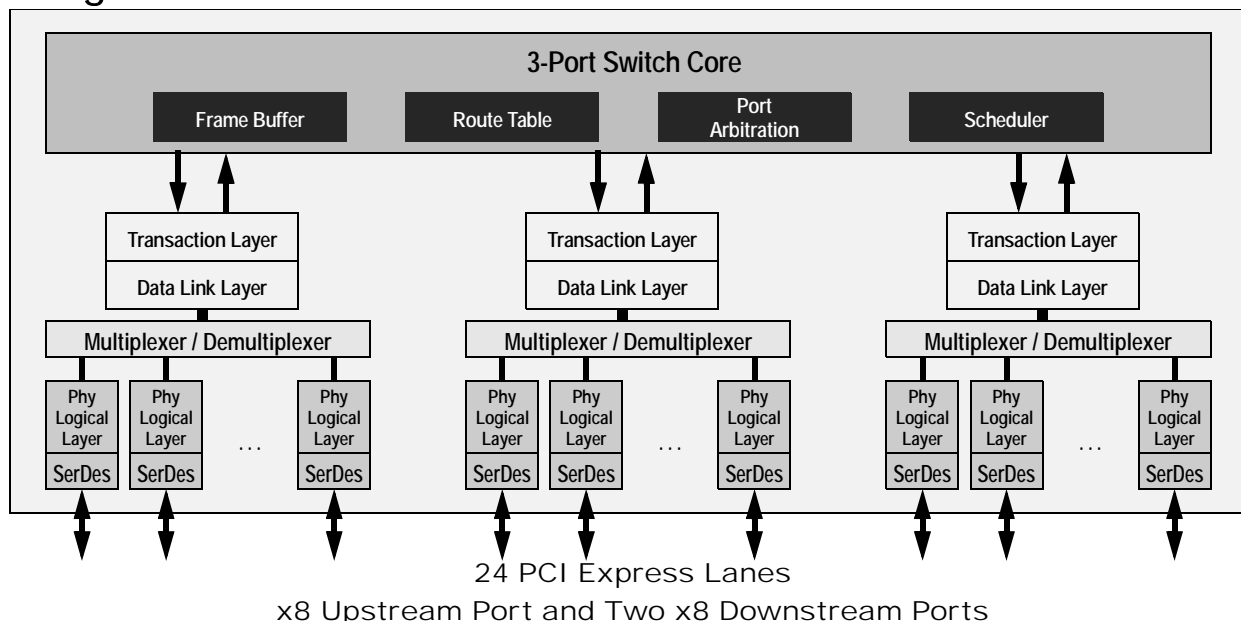 3-Port Switch Core
Frame Buffer
Route Table
Port
Arbitration
Scheduler
Transaction Layer
Data Link Layer
Multiplexer / Demultiplexer
Phy
Logical
Layer
SerDes
Phy
Logical
Layer
SerDes
...
Phy
Logical
Layer
SerDes
Transaction Layer
Data Link Layer
Multiplexer / Demultiplexer
Phy
Logical
Layer
SerDes
Phy
Logical
Layer
SerDes
...
Phy
Logical
Layer
SerDes
Transaction Layer
Data Link Layer
Multiplexer / Demultiplexer
Phy
Logical
Layer
SerDes
Phy
Logical
Layer
SerDes
...
Phy
Logical
Layer
SerDes
24 PCI Express Lanes
x8 Upstream Port and Two x8 Downstream Ports